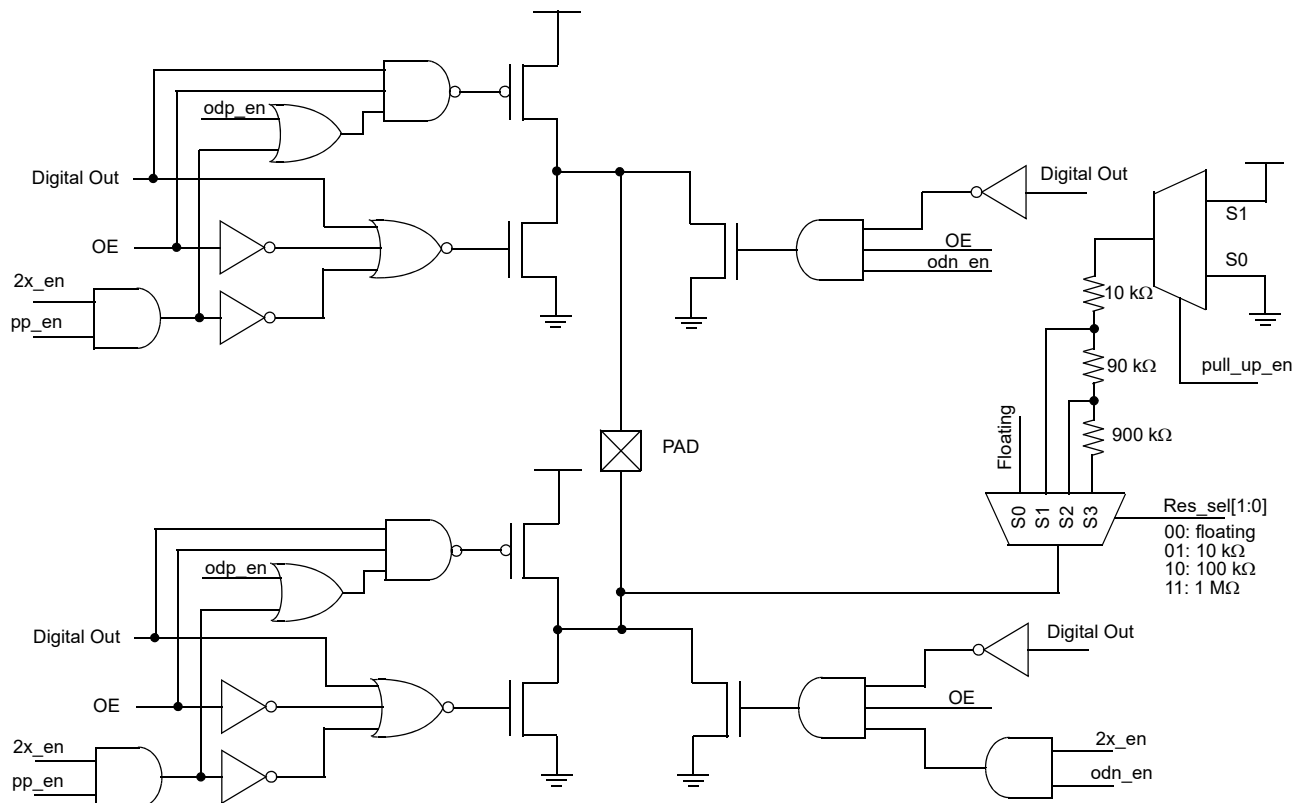 odp_en
Digital Out
OE
2x_en
pp_en
Digital Out
OE
odn_en
S1
S0
10 kΩ
90 kΩ
900 kΩ
pull_up_en
PAD
Floating
S0
S1
S2
S3
Res_sel[1:0]
00: floating
01: 10 kΩ
10: 100 kΩ
11: 1 MΩ
odp_en
Digital Out
OE
2x_en
pp_en
Digital Out
OE
2x_en
odn_en